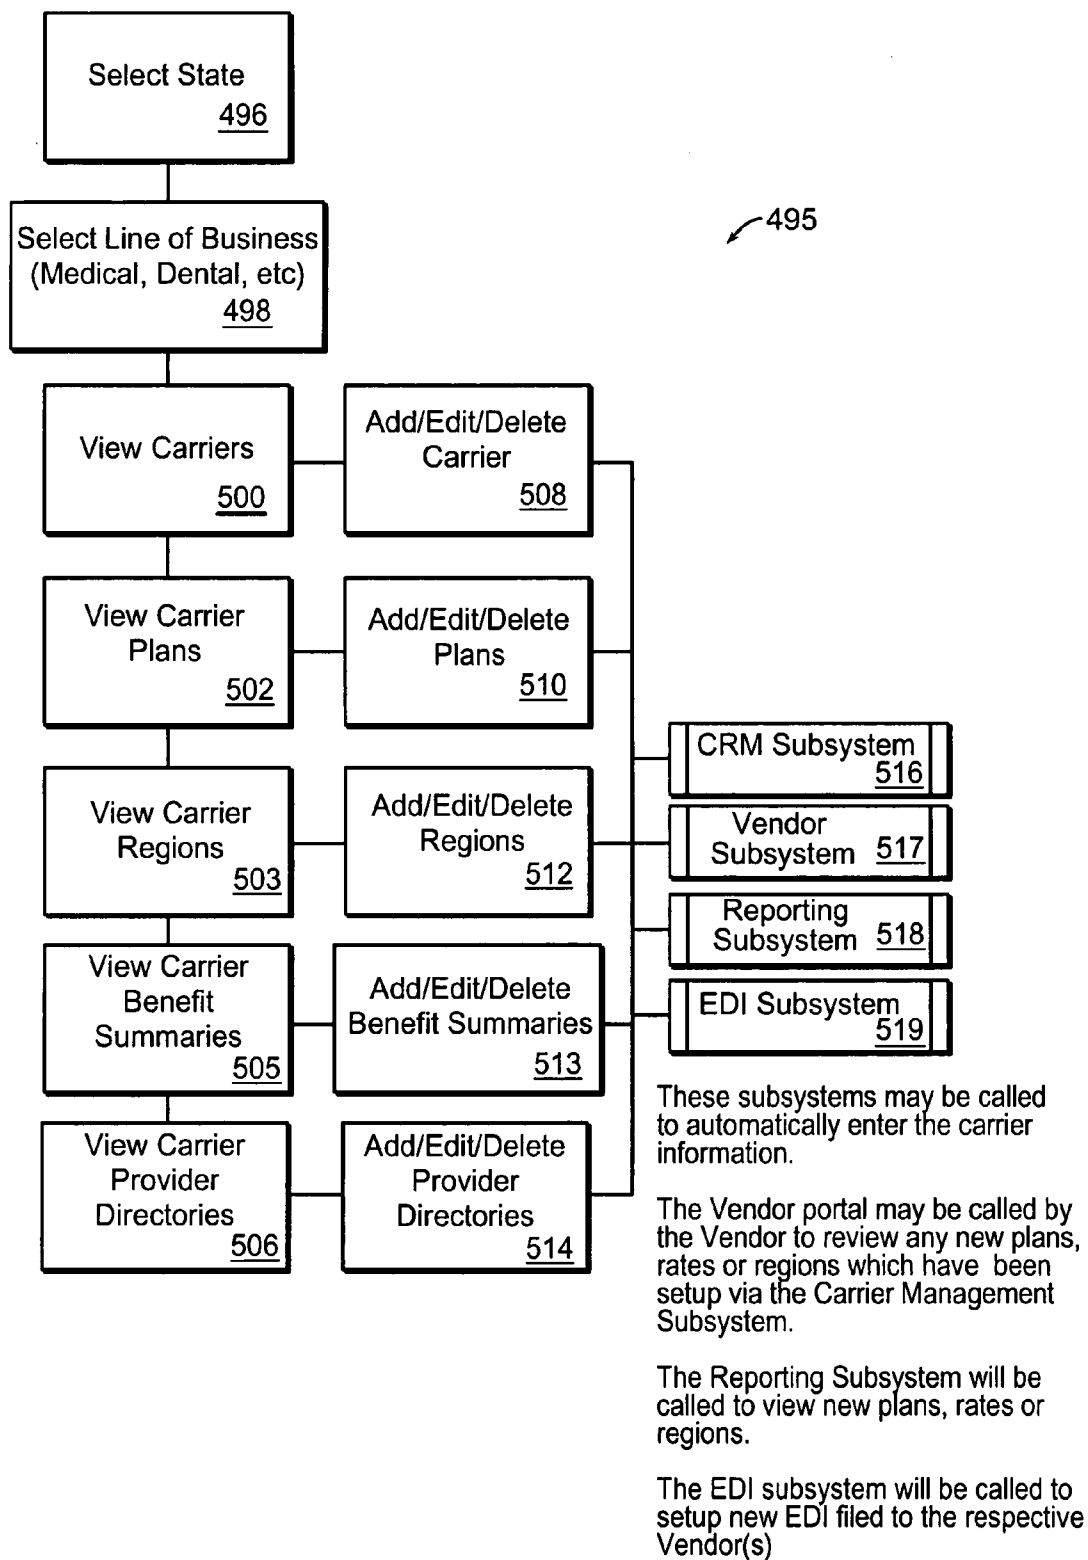 Select State
496
Select Line of Business
(Medical, Dental, etc)
498
495
View Carriers
500
Add/Edit/Delete
Carrier
508
View Carrier
Plans
502
Add/Edit/Delete
Plans
510
View Carrier
Regions
503
Add/Edit/Delete
Regions
512
View Carrier
Benefit
Summaries
505
Add/Edit/Delete
Benefit Summaries
513
View Carrier
Provider
Directories
506
Add/Edit/Delete
Provider
Directories
514
CRM Subsystem
516
Vendor
Subsystem 517
Reporting
Subsystem 518
EDI Subsystem
519
These subsystems may be called
to automatically enter the carrier
information.
The Vendor portal may be called by
the Vendor to review any new plans,
rates or regions which have been
setup via the Carrier Management
Subsystem.
The Reporting Subsystem will be
called to view new plans, rates or
regions.
The EDI subsystem will be called to
setup new EDI filed to the respective
Vendor(s)